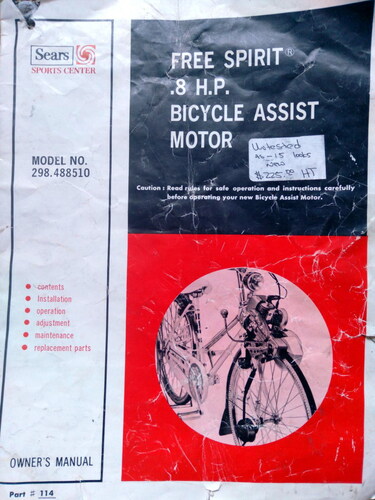 Sears
SPORTS CENTER
MODEL NO.
298.488510
FREE SPIRIT®
.8 H.P.
BICYCLE ASSIST
MOTOR
Untested
As-is looks
New
$225.00 HT
Caution : Read rules for safe operation and instructions carefully
before operating your new Bicycle Assist Motor.
• contents
• Installation
• operation
• adjustment
• maintenance
• replacement parts
OWNER'S MANUAL
Part # 114